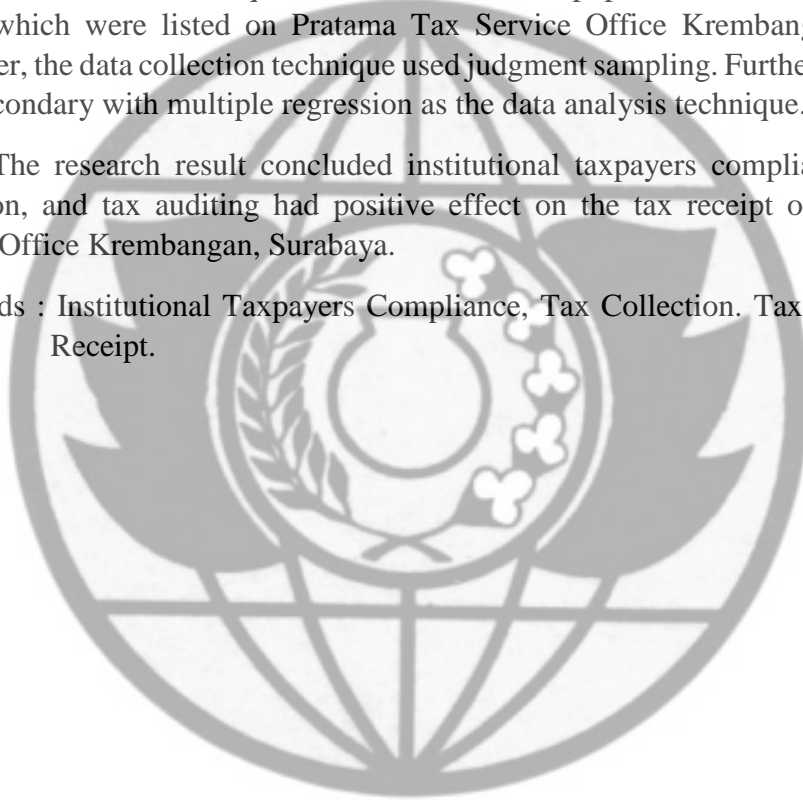 which were listed on Pratama Tax Service Office Krembang
er, the data collection technique used judgment sampling. Furthe
condary with multiple regression as the data analysis technique.
The research result concluded institutional taxpayers complia
on, and tax auditing had positive effect on the tax receipt o
Office Krembangan, Surabaya.
ds : Institutional Taxpayers Compliance, Tax Collection. Tax
Receipt.